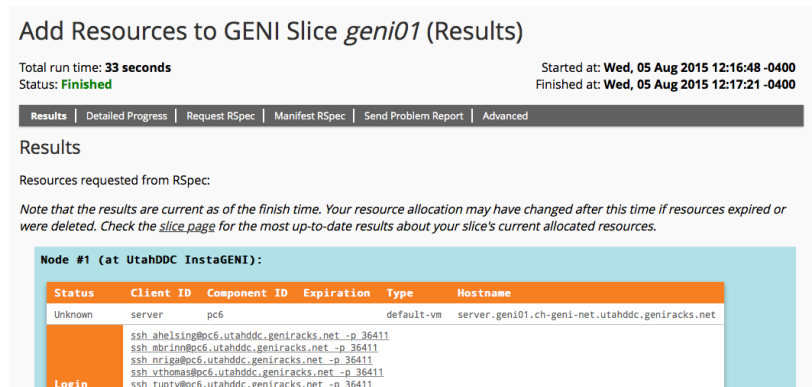 Add Resources to GENI Slice geni01 (Results)
Total run time: 33 seconds
Started at: Wed, 05 Aug 2015 12:16:48 -0400
Status: Finished
Finished at: Wed, 05 Aug 2015 12:17:21 -0400
Results Detailed Progress Request RSpec Manifest RSpec Send Problem Report Advanced
Results
Resources requested from RSpec:
Note that the results are current as of the finish time. Your resource allocation may have changed after this time if resources expired or
were deleted. Check the slice page for the most up-to-date results about your slice's current allocated resources.
Node #1 (at UtahDDC InstaGENI):
Status Client ID Component ID Expiration Type Hostname
Unknown server pc6 default-vm server.geni01.ch-geni-net.utahddc.geniracks.net
ssh ahelsing@pc6.utahddc.geniracks.net -p 36411
ssh mbrinn@pc6.utahddc.geniracks.net -p 36411
ssh nriga@pc6.utahddc.geniracks.net -p 36411
ssh vthomas@pc6.utahddc.geniracks.net -p 36411
Login
ssh tupty@pc6.utahddc.geniracks.net -p 36411